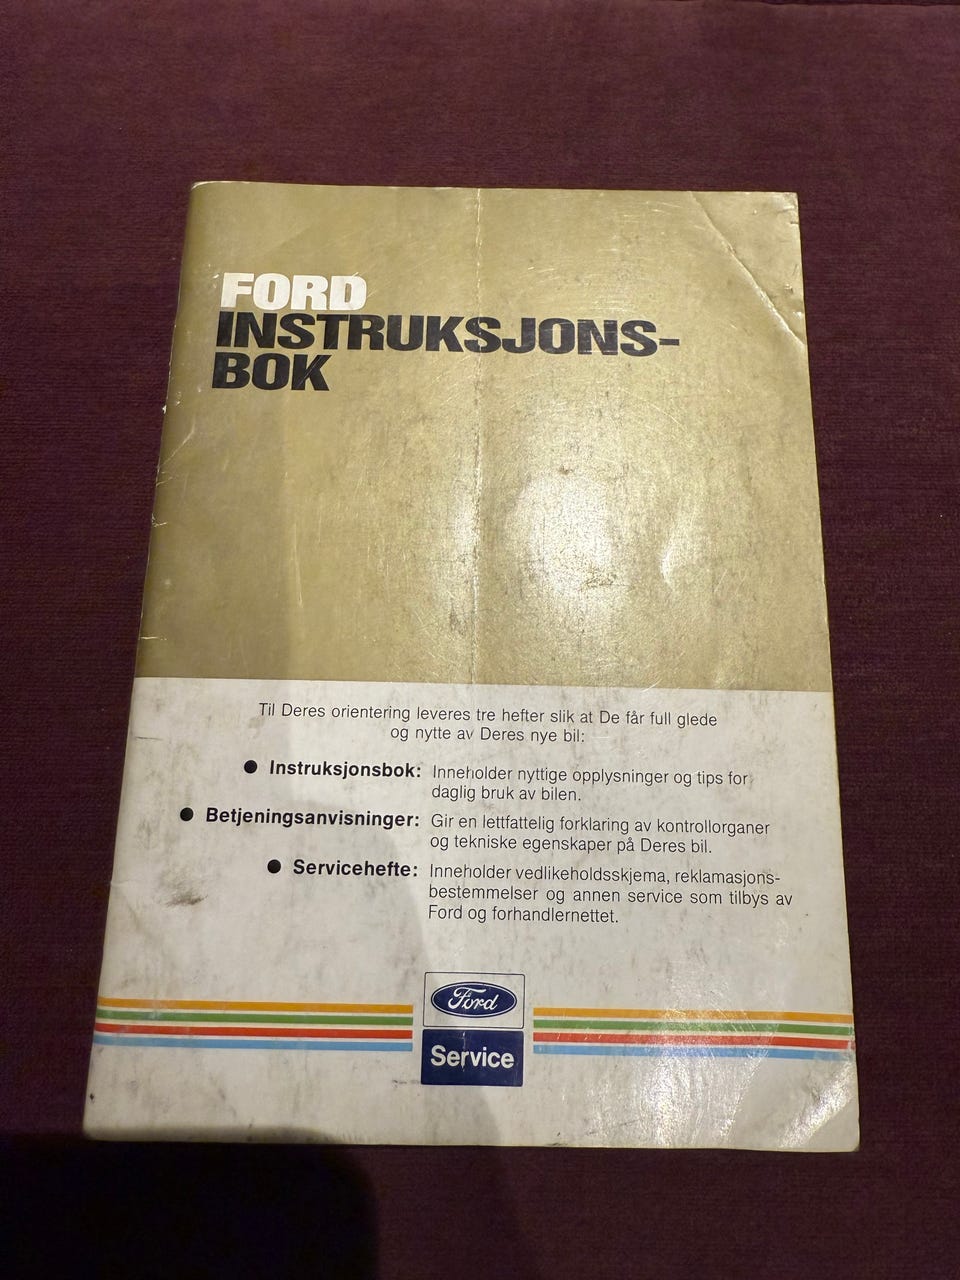 FORD
INSTRUKSJONS-
BOK
Til Deres orientering leveres tre hefter slik at De får full glede
og nytte av Deres nye bil:
● Instruksjonsbok: Inneholder nyttige opplysninger og tips for
daglig bruk av bilen.
● Betjeningsanvisninger: Gir en lettfattelig forklaring av kontrollorganer
og tekniske egenskaper på Deres bil.
● Servicehefte: Inneholder vedlikeholdsskjema, reklamasjons-
bestemmelser og annen service som tilbys av
Ford og forhandlernettet.
Ford
Service